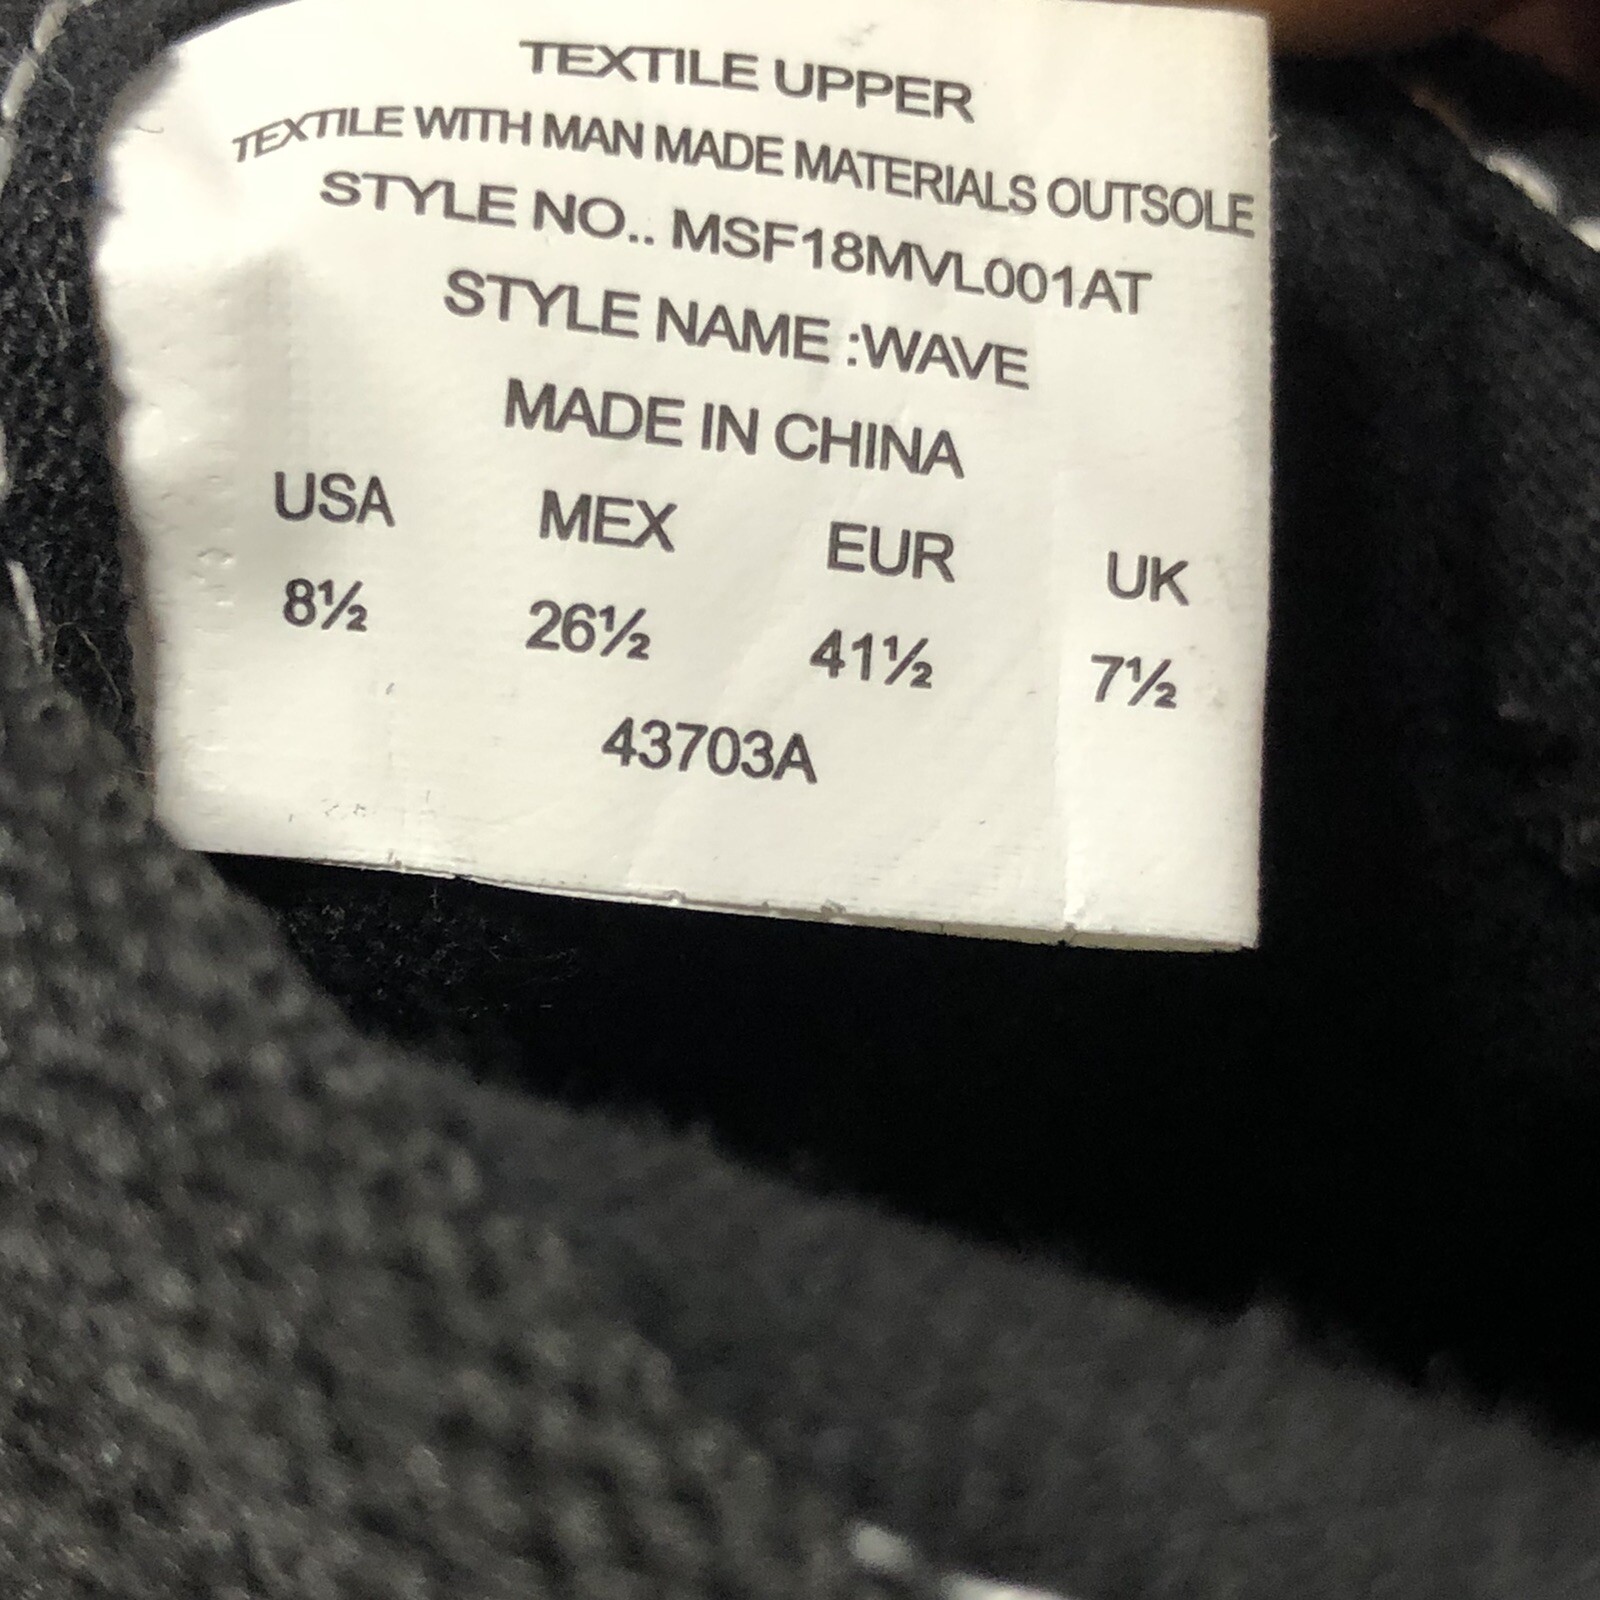 TEXTILE UPPER
TEXTILE WITH MAN MADE MATERIALS OUTSOLE
STYLE NO.. MSF18MVL001AT
STYLE NAME :WAVE
MADE IN CHINA
USA MEX EUR UK
8½ 26½ 41½ 7½
43703A